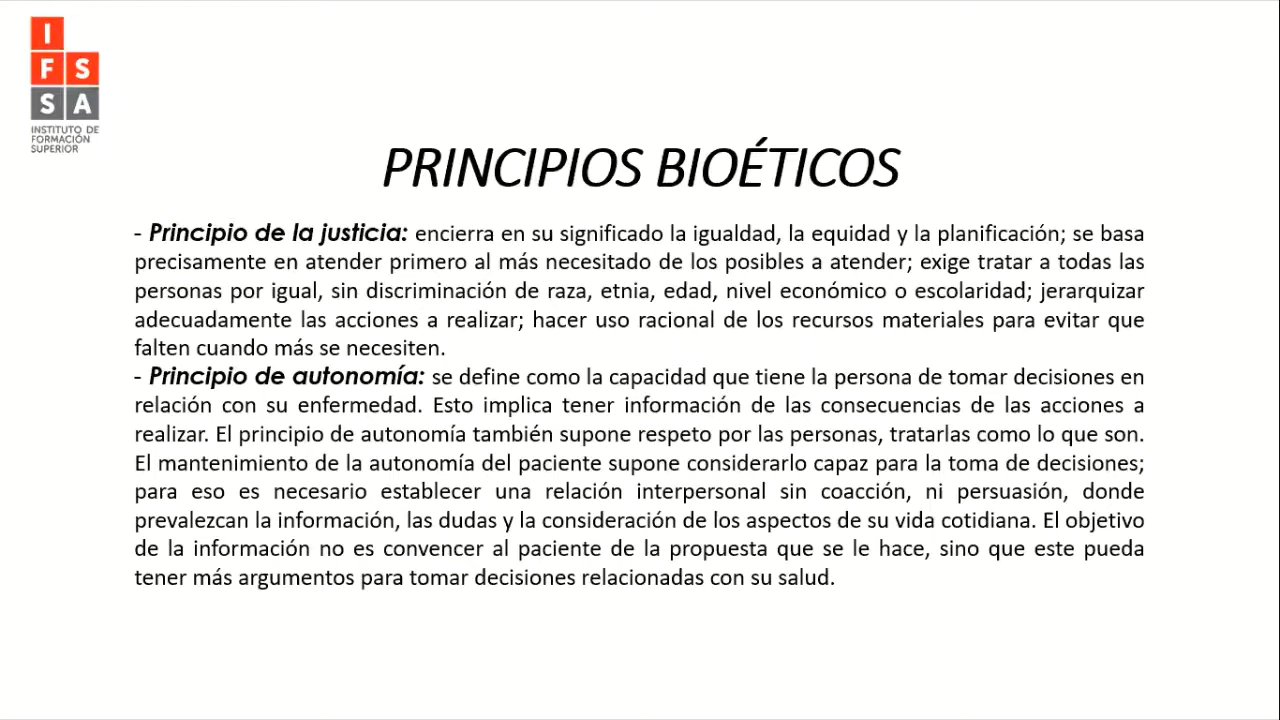 I
F S
S A
INSTITUTO DE
FORMACIÓN
SUPERIOR
PRINCIPIOS BIOÉTICOS
- Principio de la justicia: encierra en su significado la igualdad, la equidad y la planificación; se basa
precisamente en atender primero al más necesitado de los posibles a atender; exige tratar a todas las
personas por igual, sin discriminación de raza, etnia, edad, nivel económico o escolaridad; jerarquizar
adecuadamente las acciones a realizar; hacer uso racional de los recursos materiales para evitar que
falten cuando más se necesiten.
- Principio de autonomía: se define como la capacidad que tiene la persona de tomar decisiones en
relación con su enfermedad. Esto implica tener información de las consecuencias de las acciones a
realizar. El principio de autonomía también supone respeto por las personas, tratarlas como lo que son.
El mantenimiento de la autonomía del paciente supone considerarlo capaz para la toma de decisiones;
para eso es necesario establecer una relación interpersonal sin coacción, ni persuasión, donde
prevalezcan la información, las dudas y la consideración de los aspectos de su vida cotidiana. El objetivo
de la información no es convencer al paciente de la propuesta que se le hace, sino que este pueda
tener más argumentos para tomar decisiones relacionadas con su salud.